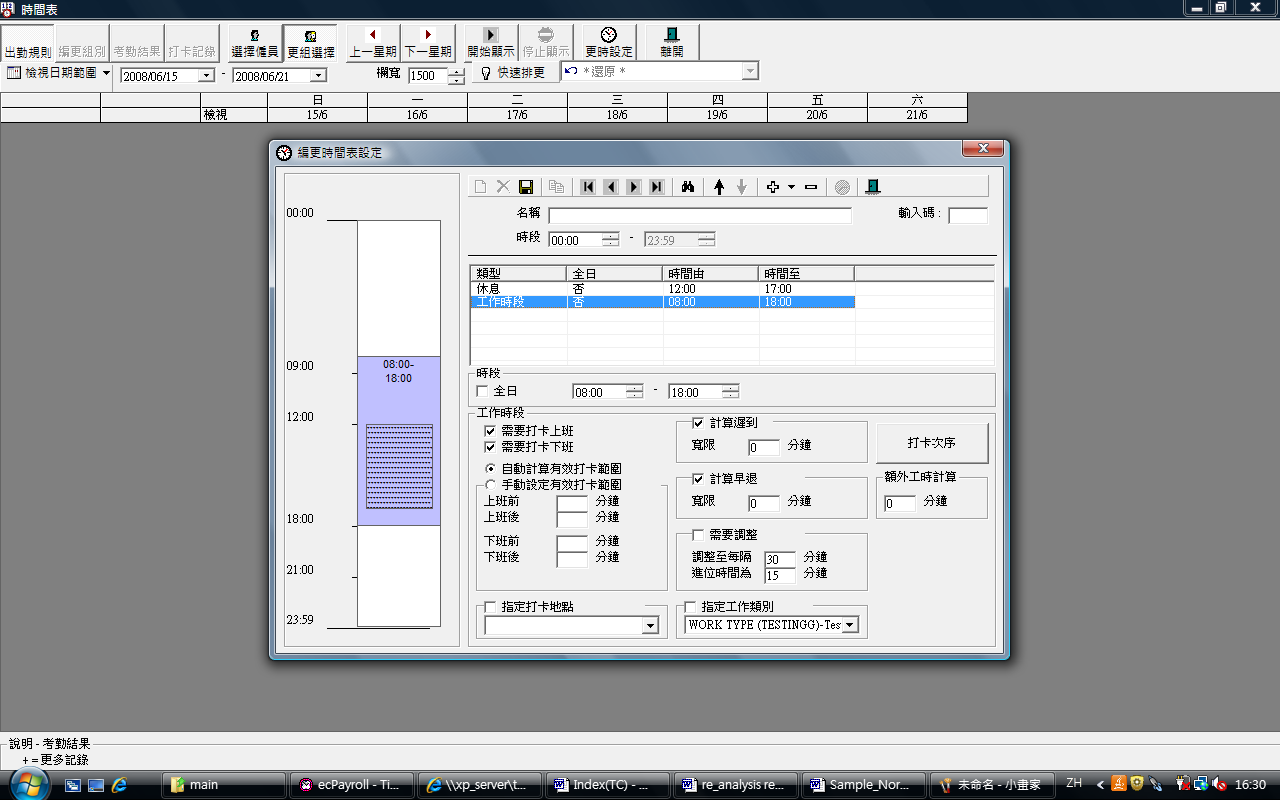 時間表
出勤規則 編更組別 考勤結果 打卡記錄 選擇僱員 更組選擇 上一星期 下一星期 開始顯示 停止顯示 更時設定 離開
檢視日期範圍 2008/06/15 - 2008/06/21 欄寬 1500 快速排更 *還原 *
日 一 二 三 四 五 六
檢視 15/6 16/6 17/6 18/6 19/6 20/6 21/6
編更時間表設定
00:00
09:00
12:00
18:00
21:00
23:59
08:00-
18:00
名稱 輸入碼 :
時段 00:00 - 23:59
類型 全日 時間由 時間至
休息 否 12:00 17:00
工作時段 否 08:00 18:00
時段
全日 08:00 - 18:00
工作時段
需要打卡上班
需要打卡下班
自動計算有效打卡範圍
手動設定有效打卡範圍
上班前 分鐘
上班後 分鐘
下班前 分鐘
下班後 分鐘
指定打卡地點
計算遲到
寬限 0 分鐘
計算早退
寬限 0 分鐘
需要調整
調整至每隔 30 分鐘
進位時間為 15 分鐘
指定工作類別
WORK TYPE (TESTINGG)-Tes
打卡次序
額外工時計算
0 分鐘
說明 - 考勤結果
+ = 更多記錄
main ecPayroll - Ti... \\xp_server\t... Index(TC) - ... re_analysis re... Sample_Nor... 未命名 - 小畫家 ZH 16:30